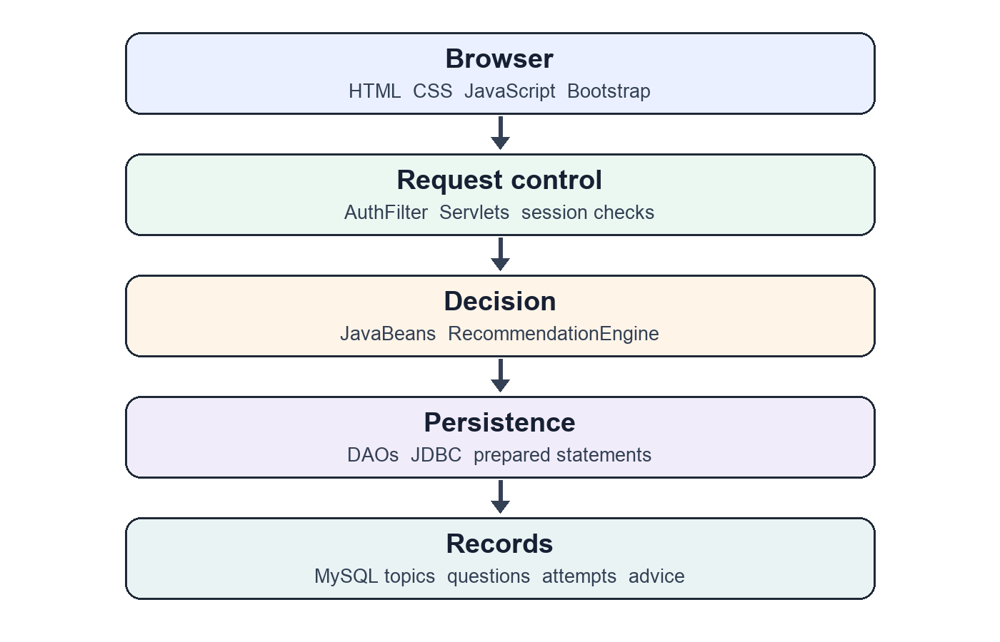 Browser
HTML  CSS  JavaScript  Bootstrap
Request control
AuthFilter  Servlets  session checks
Decision
JavaBeans  RecommendationEngine
Persistence
DAOs  JDBC  prepared statements
Records
MySQL topics  questions  attempts  advice